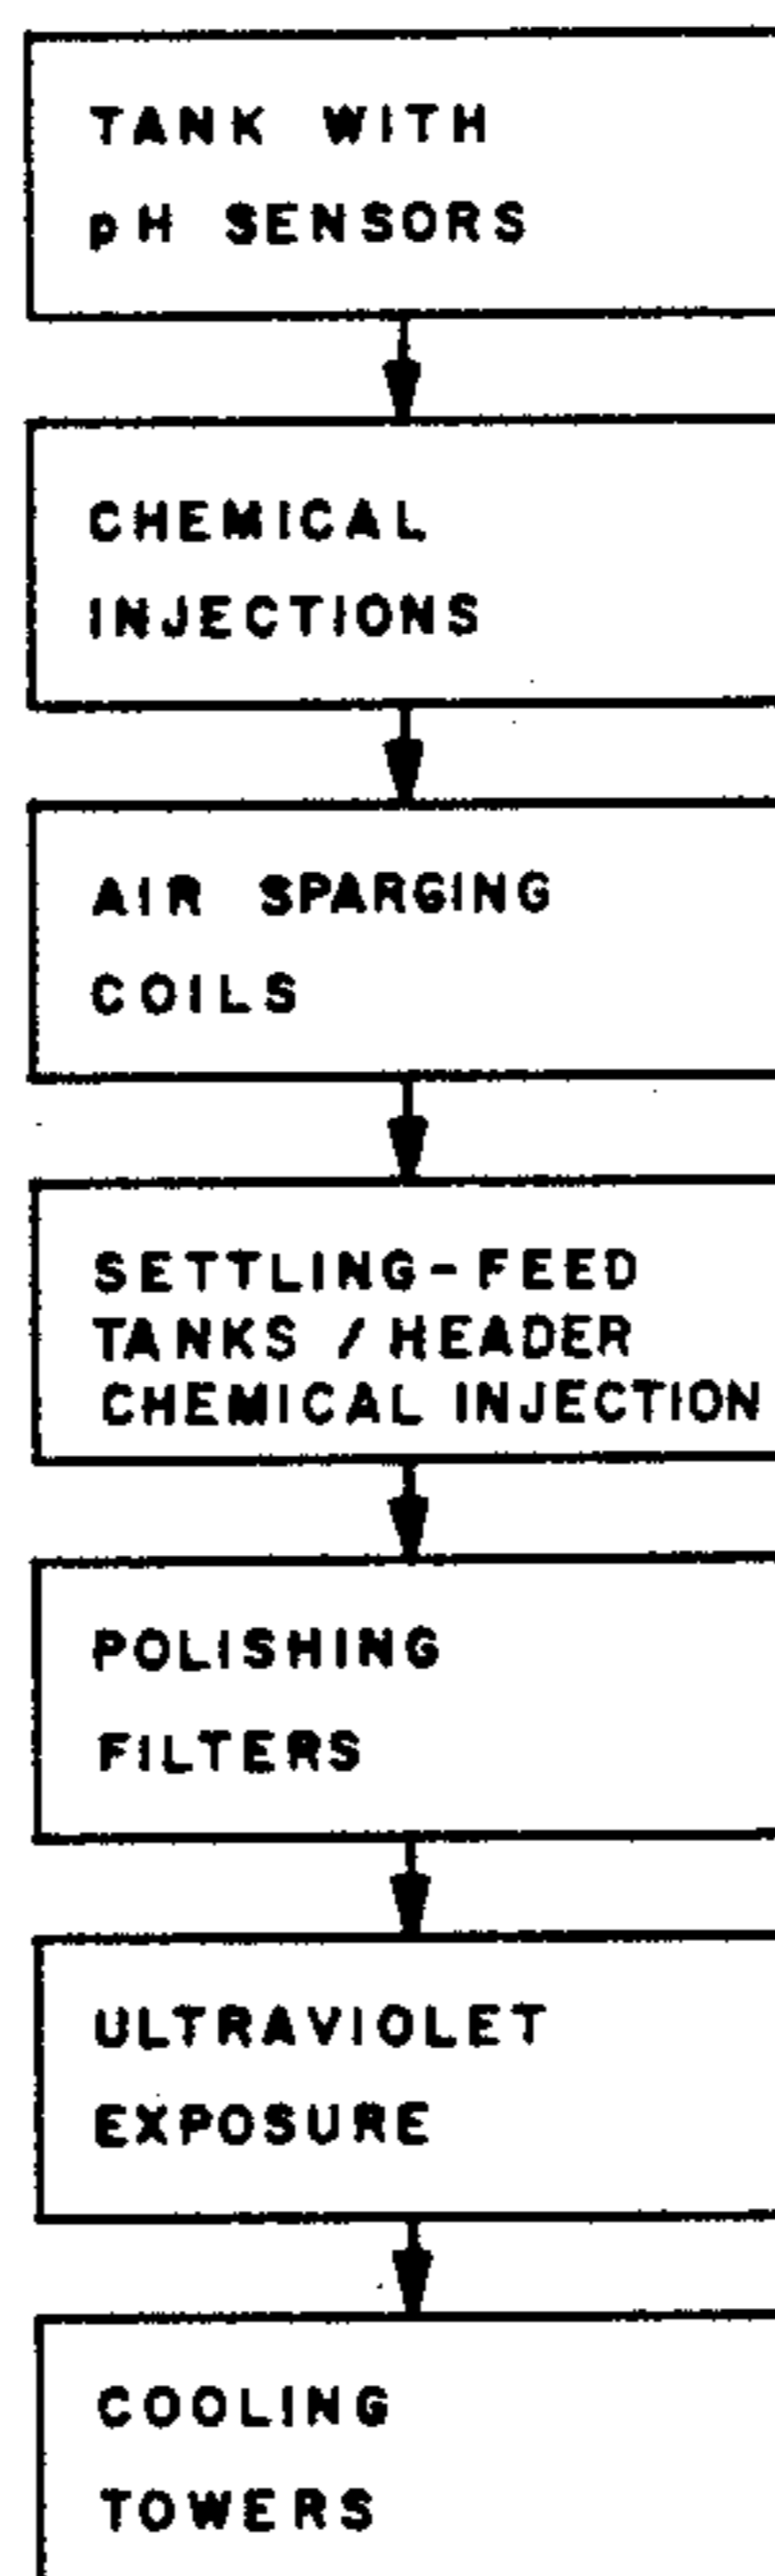 TANK WITH
pH SENSORS
CHEMICAL
INJECTIONS
AIR SPARGING
COILS
SETTLING-FEED
TANKS / HEADER
CHEMICAL INJECTION
POLISHING
FILTERS
ULTRAVIOLET
EXPOSURE
COOLING
TOWERS